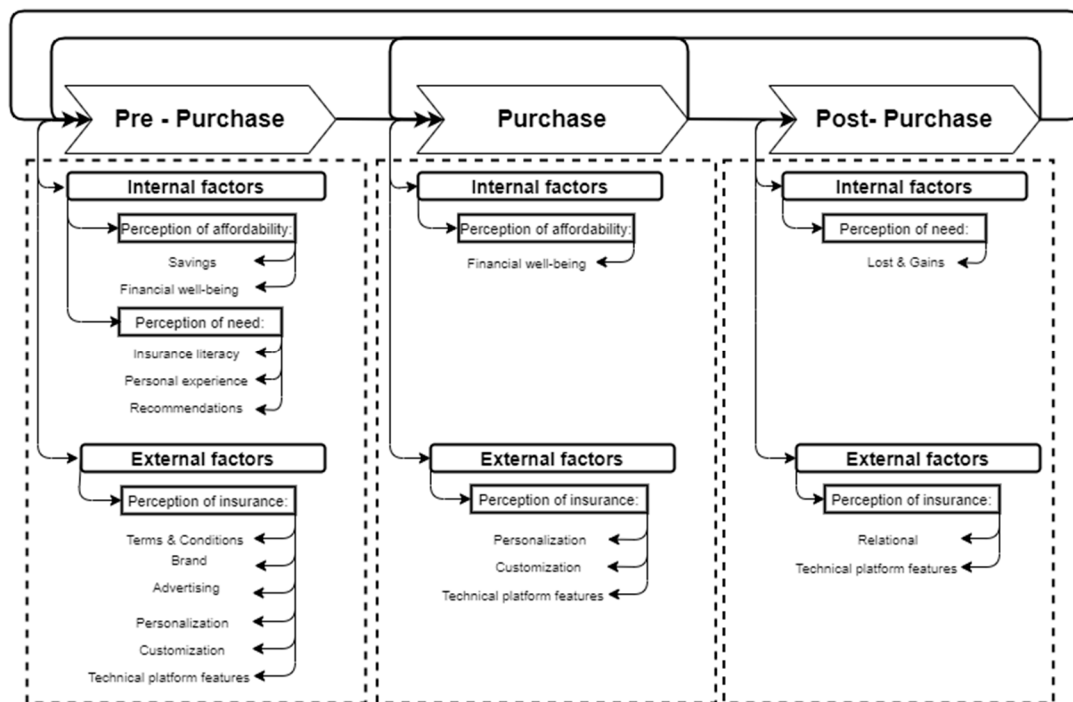 Pre - Purchase
Internal factors
Perception of affordability:
Savings
Financial well-being
Perception of need:
Insurance literacy
Personal experience
Recommendations
External factors
Perception of insurance:
Terms & Conditions
Brand
Advertising
Personalization
Customization
Technical platform features
Purchase
Internal factors
Perception of affordability:
Financial well-being
External factors
Perception of insurance:
Personalization
Customization
Technical platform features
Post- Purchase
Internal factors
Perception of need:
Lost & Gains
External factors
Perception of insurance:
Relational
Technical platform features